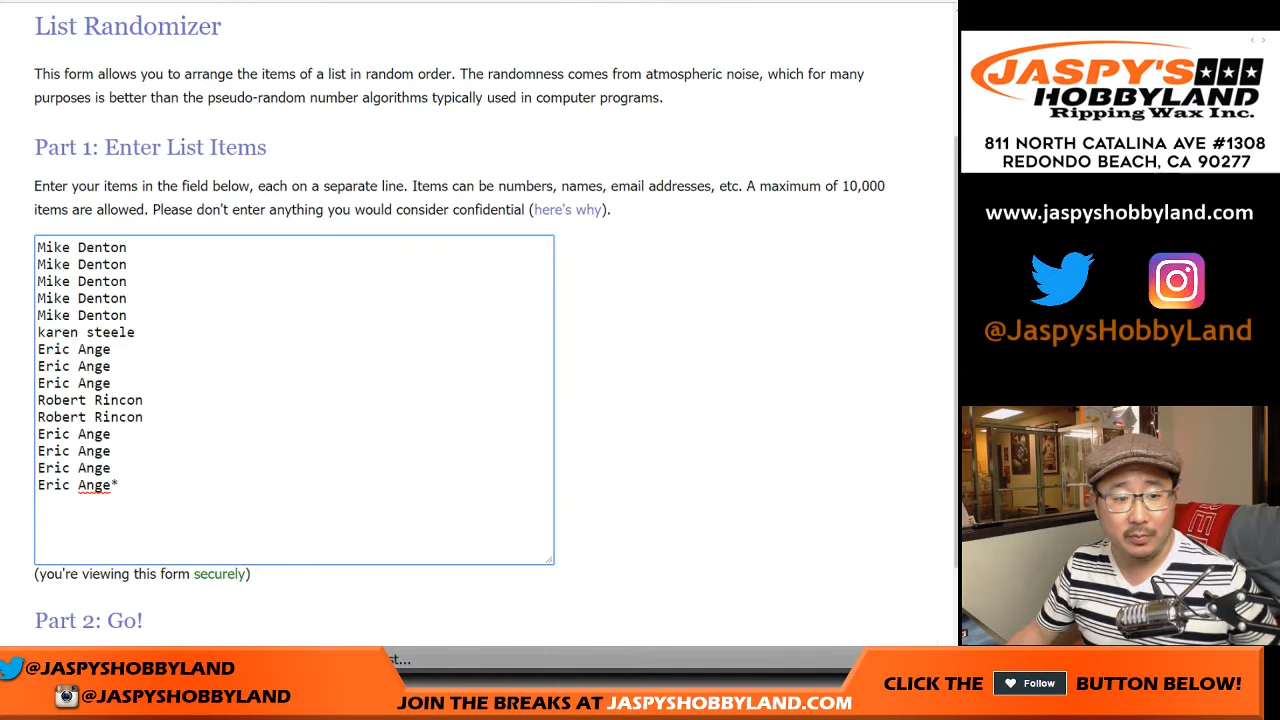 List Randomizer
This form allows you to arrange the items of a list in random order. The randomness comes from atmospheric noise, which for many
purposes is better than the pseudo-random number algorithms typically used in computer programs.
Part 1: Enter List Items
Enter your items in the field below, each on a separate line. Items can be numbers, names, email addresses, etc. A maximum of 10,000
items are allowed. Please don't enter anything you would consider confidential (here's why).
Mike Denton
Mike Denton
Mike Denton
Mike Denton
Mike Denton
karen steele
Eric Ange
Eric Ange
Eric Ange
Robert Rincon
Robert Rincon
Eric Ange
Eric Ange
Eric Ange
Eric Ange*
(you're viewing this form securely)
Part 2: Go!
JASPY'S
HOBBYLAND
Ripping Wax Inc.
811 NORTH CATALINA AVE #1308
REDONDO BEACH, CA 90277
www.jaspyshobbyland.com
@JaspysHobbyLand
@JASPYSHOBBYLAND
@JASPYSHOBBYLAND
JOIN THE BREAKS AT JASPYSHOBBYLAND.COM
CLICK THE Follow BUTTON BELOW!